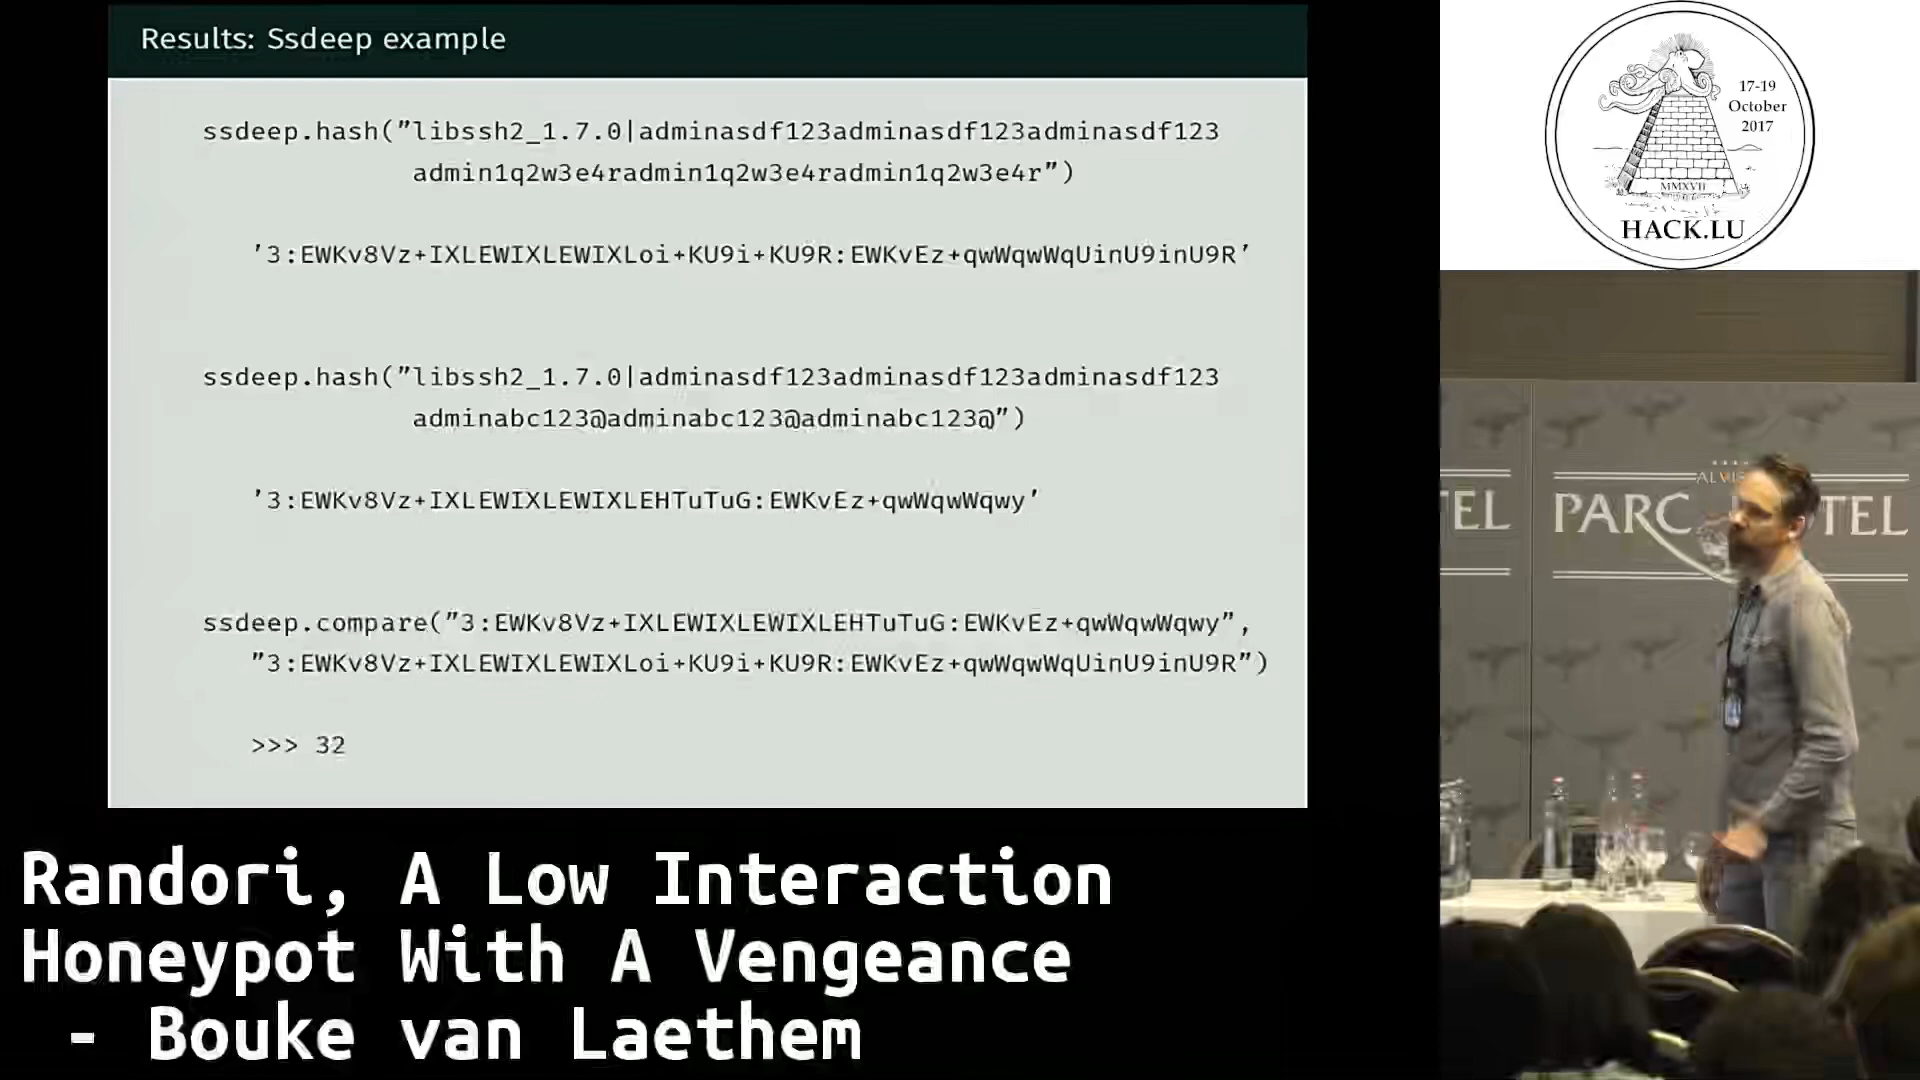 Results: Ssdeep example
ssdeep.hash("libssh2_1.7.0|adminasdf123adminasdf123adminasdf123
admin1q2w3e4radmin1q2w3e4radmin1q2w3e4r")
'3:EWKv8Vz+IXLEWIXLEWIXLoi+KU9i+KU9R:EWKvEz+qwWqwWqUinU9inU9R'
ssdeep.hash("libssh2_1.7.0|adminasdf123adminasdf123adminasdf123
adminabc123@adminabc123@adminabc123@")
'3:EWKv8Vz+IXLEWIXLEWIXLEHTuTuG:EWKvEz+qwWqwWqwy'
ssdeep.compare("3:EWKv8Vz+IXLEWIXLEWIXLEHTuTuG:EWKvEz+qwWqwWqwy",
"3:EWKv8Vz+IXLEWIXLEWIXLoi+KU9i+KU9R:EWKvEz+qwWqwWqUinU9inU9R")
>>> 32
Randori, A Low Interaction
Honeypot With A Vengeance
- Bouke van Laethem
17-19
October
2017
MMXVII
HACK.LU
TEL
PARC
TEL